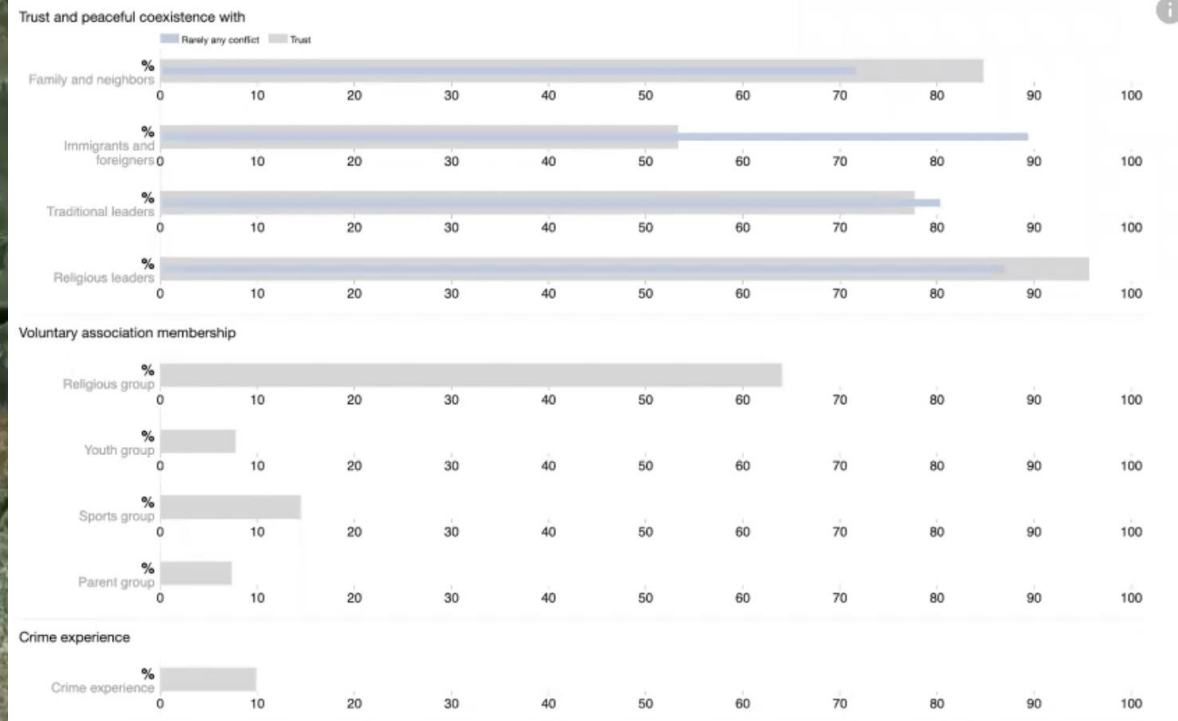 Trust and peaceful coexistence with
Rarely any conflict Trust
%
Family and neighbors
0 10 20 30 40 50 60 70 80 90 100
%
Immigrants and
foreigners
0 10 20 30 40 50 60 70 80 90 100
%
Traditional leaders
0 10 20 30 40 50 60 70 80 90 100
%
Religious leaders
0 10 20 30 40 50 60 70 80 90 100
Voluntary association membership
%
Religious group
0 10 20 30 40 50 60 70 80 90 100
%
Youth group
0 10 20 30 40 50 60 70 80 90 100
%
Sports group
0 10 20 30 40 50 60 70 80 90 100
%
Parent group
0 10 20 30 40 50 60 70 80 90 100
Crime experience
%
Crime experience
0 10 20 30 40 50 60 70 80 90 100